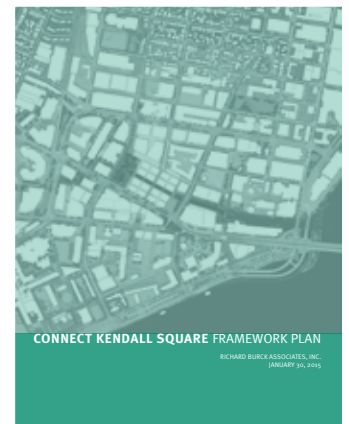 CONNECT KENDALL SQUARE FRAMEWORK PLAN
RICHARD BURCK ASSOCIATES, INC.
JANUARY 30, 2015